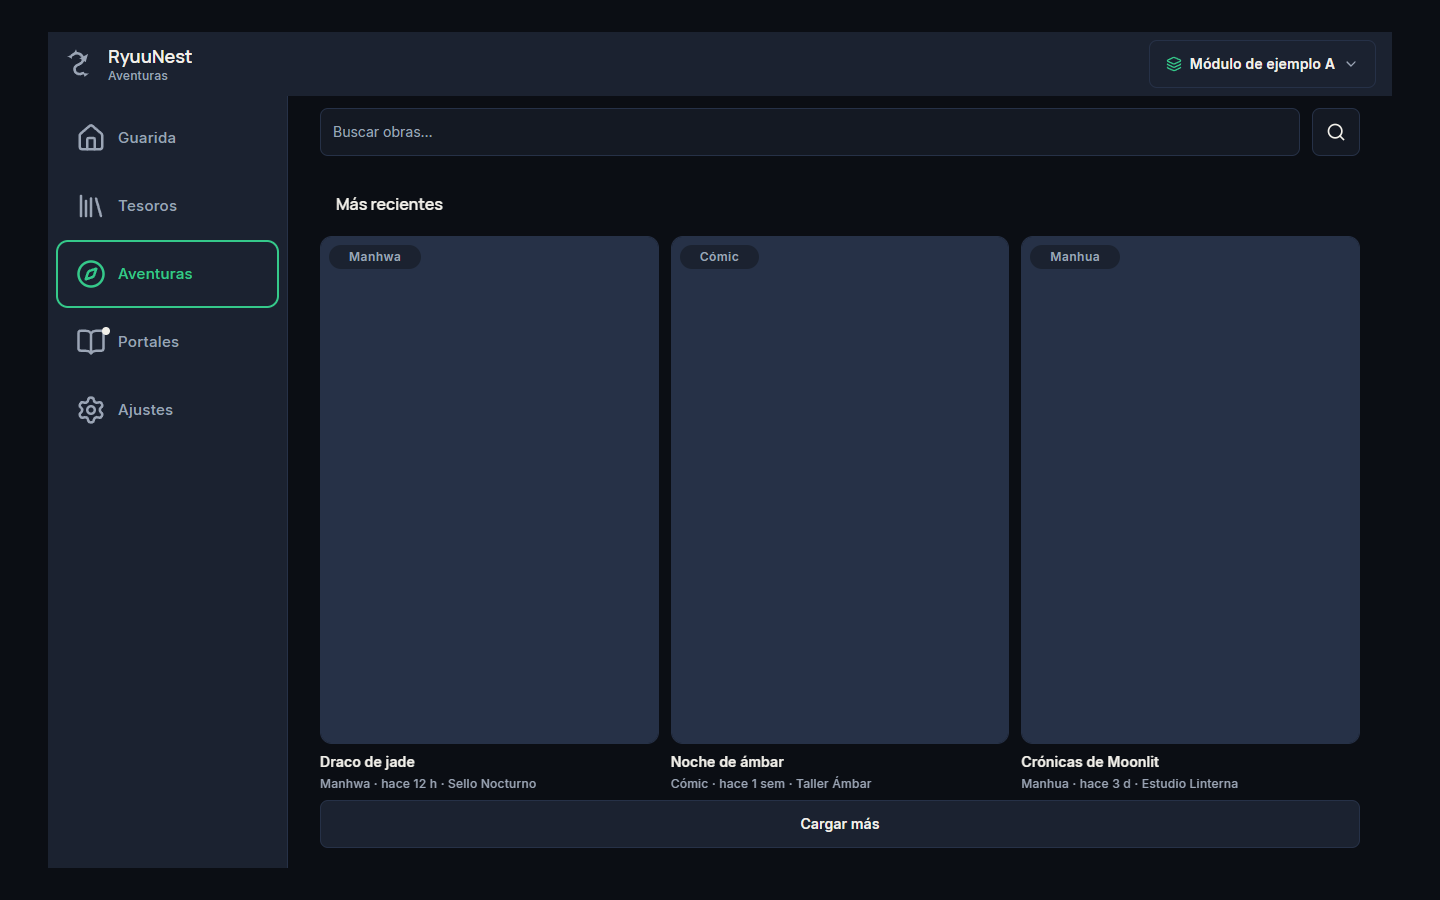 RyuuNest
Aventuras
Módulo de ejemplo A
Guarida
Tesoros
Aventuras
Portales
Ajustes
Buscar obras...
Más recientes
Manhwa
Cómic
Manhua
Draco de jade
Manhwa · hace 12 h · Sello Nocturno
Noche de ámbar
Cómic · hace 1 sem · Taller Ámbar
Crónicas de Moonlit
Manhua · hace 3 d · Estudio Linterna
Cargar más